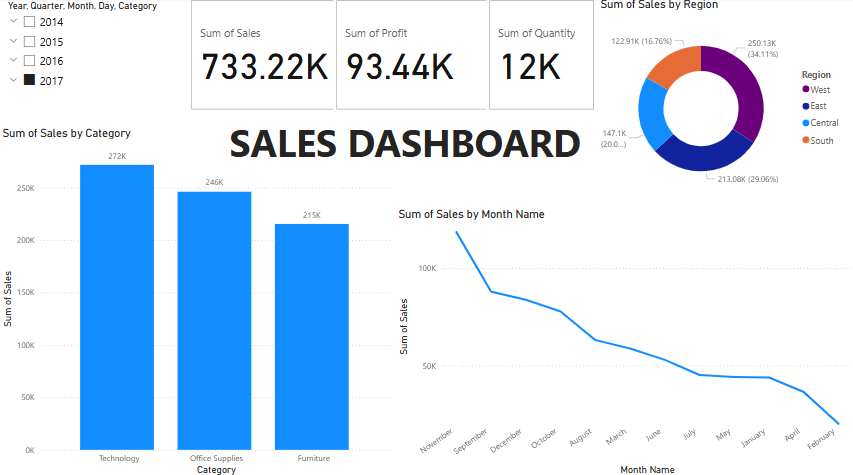 Year, Quarter, Month, Day, Category
2014
2015
2016
2017
Sum of Sales
733.22K
Sum of Profit
93.44K
Sum of Quantity
12K
Sum of Sales by Region
122.91K (16.76%)
250.13K
(34.11%)
147.1K
(20.0...)
213.08K (29.06%)
Region
West
East
Central
South
SALES DASHBOARD
Sum of Sales by Category
Sum of Sales
250K
200K
150K
100K
50K
0K
272K
246K
215K
Technology
Office Supplies
Furniture
Category
Sum of Sales by Month Name
Sum of Sales
100K
50K
November
September
December
October
August
March
June
July
May
January
April
February
Month Name